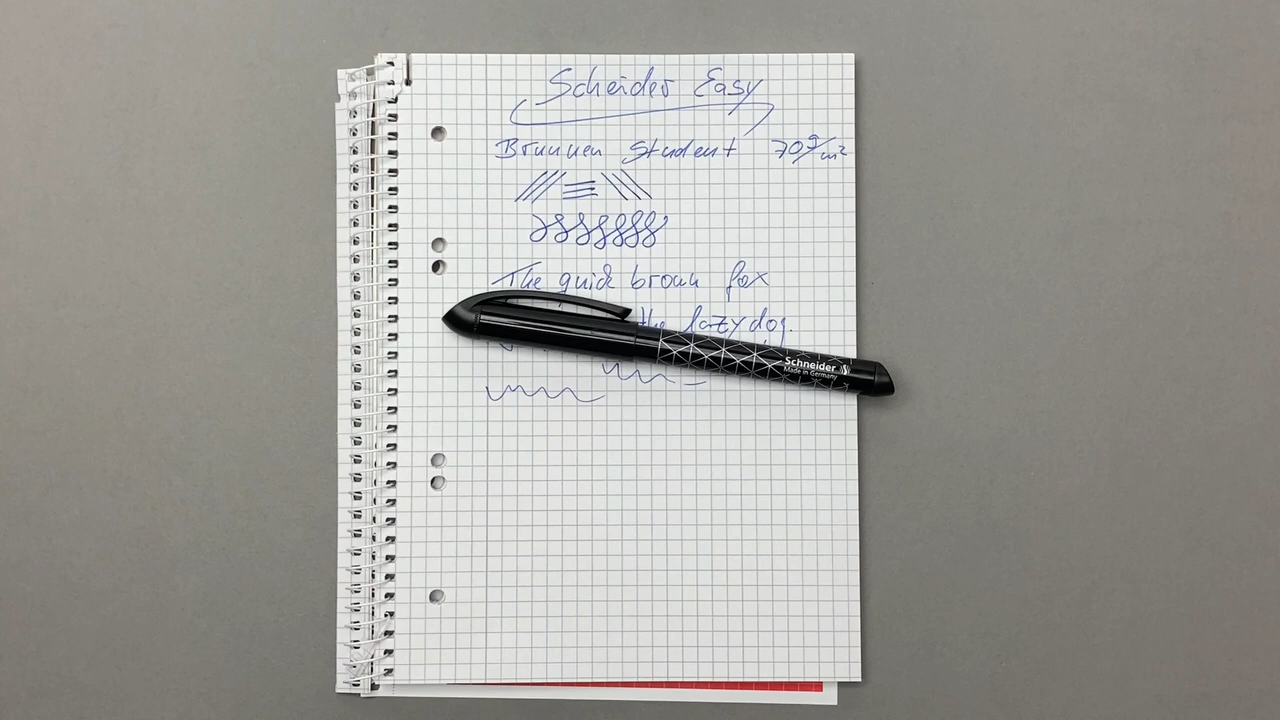 Scheider Easy
Brunnen Student 70g/m²
The quick brown fox
the lazy dog.
Schneider
Made in Germany